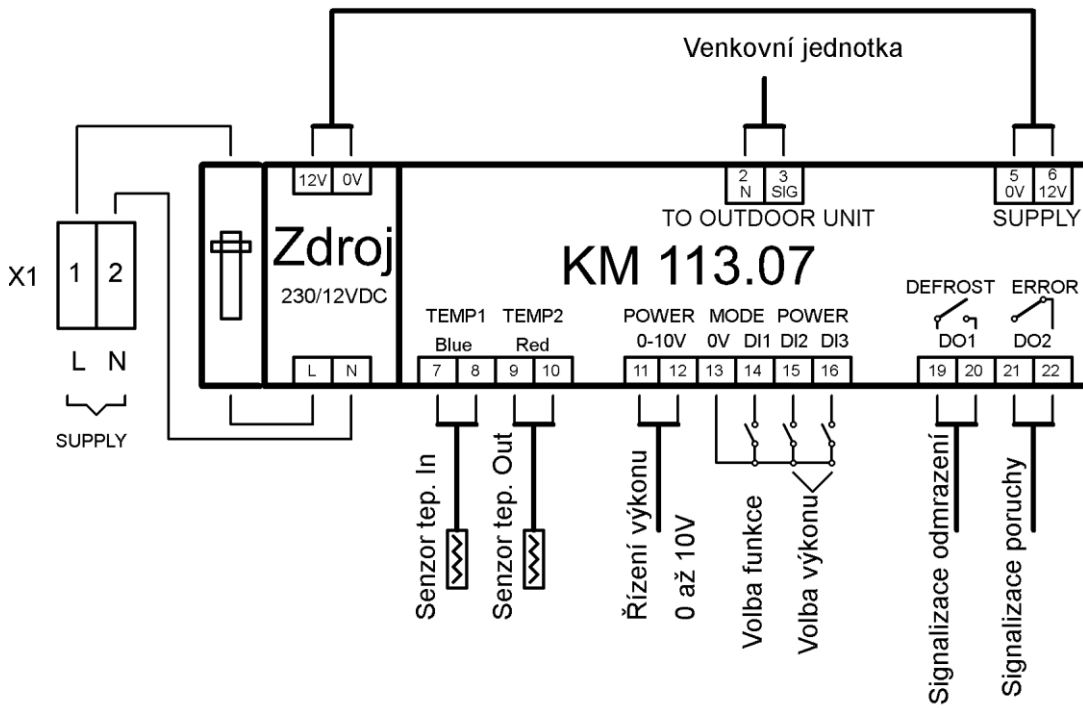 Venkovní jednotka
12V 0V
2 3
N SIG
5 6
0V 12V
TO OUTDOOR UNIT
SUPPLY
Zdroj
230/12VDC
KM 113.07
X1
1 2
L N
SUPPLY
L N
TEMP1 TEMP2
Blue Red
7 8 9 10
POWER MODE POWER
0-10V 0V DI1 DI2 DI3
11 12 13 14 15 16
DEFROST ERROR
DO1 DO2
19 20 21 22
Senzor tep. In
Senzor tep. Out
Řízení výkonu
0 až 10V
Volba funkce
Volba výkonu
Signalizace odmrazení
Signalizace poruchy